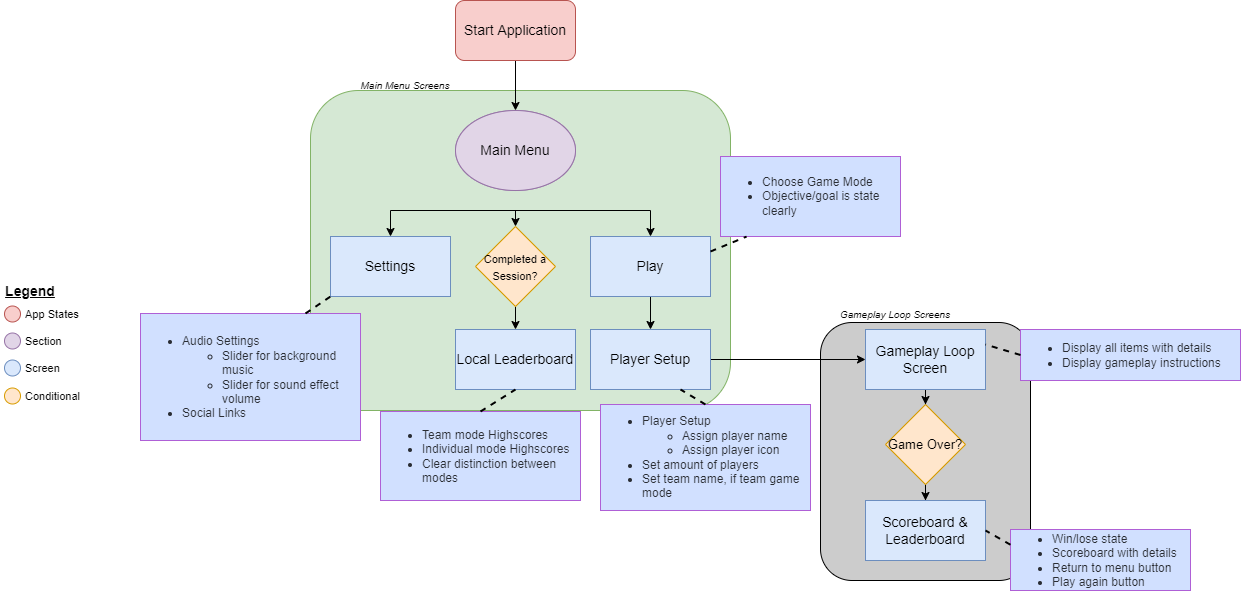 Start Application
Main Menu Screens
Main Menu
Choose Game Mode
Objective/goal is state
clearly
Settings
Completed a
Session?
Play
Legend
App States
Section
Screen
Conditional
Audio Settings
Slider for background
music
Slider for sound effect
volume
Social Links
Local Leaderboard
Player Setup
Team mode Highscores
Individual mode Highscores
Clear distinction between
modes
Player Setup
Assign player name
Assign player icon
Set amount of players
Set team name, if team game
mode
Gameplay Loop Screens
Gameplay Loop
Screen
Display all items with details
Display gameplay instructions
Game Over?
Scoreboard &
Leaderboard
Win/lose state
Scoreboard with details
Return to menu button
Play again button